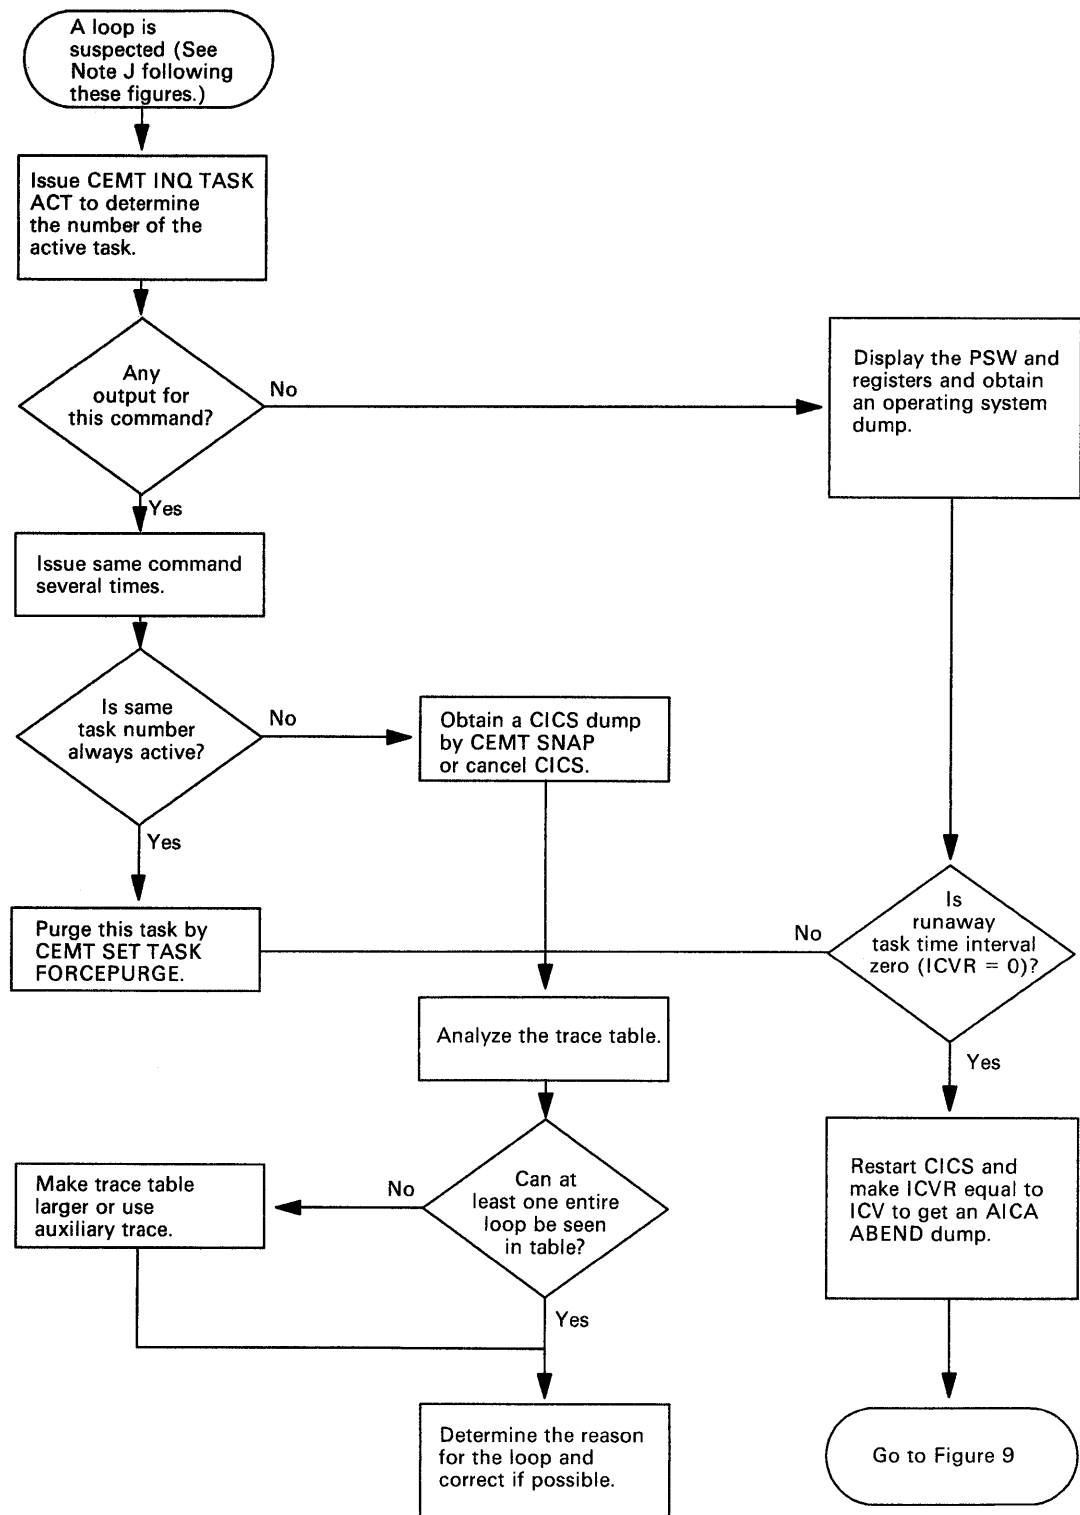 A loop is
suspected (See
Note J following
these figures.)
Issue CEMT INQ TASK
ACT to determine
the number of the
active task.
Any
output for
this command?
No
Yes
Display the PSW and
registers and obtain
an operating system
dump.
Issue same command
several times.
Is same
task number
always active?
No
Yes
Obtain a CICS dump
by CEMT SNAP
or cancel CICS.
Purge this task by
CEMT SET TASK
FORCEPURGE.
Is
runaway
task time interval
zero (ICVR = 0)?
No
Yes
Analyze the trace table.
Can at
least one entire
loop be seen
in table?
No
Yes
Make trace table
larger or use
auxiliary trace.
Restart CICS and
make ICVR equal to
ICV to get an AICA
ABEND dump.
Determine the reason
for the loop and
correct if possible.
Go to Figure 9